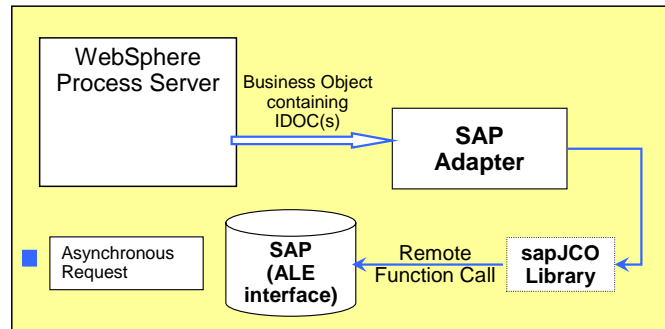 WebSphere
Process Server
Business Object
containing
IDOC(s)
SAP
Adapter
Asynchronous
Request
SAP
(ALE
interface)
Remote
Function Call
sapJCO
Library